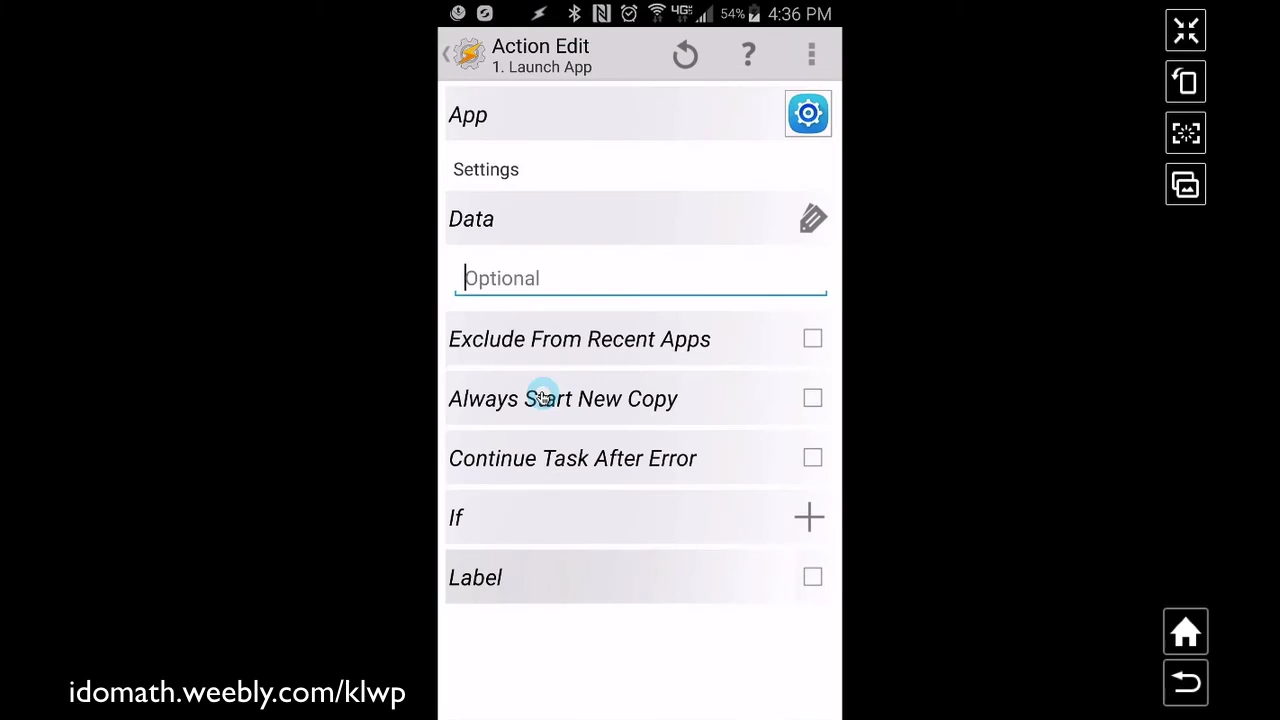 54% 4:36 PM
4G
Action Edit
1. Launch App
?
App
Settings
Data
Optional
Exclude From Recent Apps
Always Start New Copy
Continue Task After Error
If
Label
idomath.weebly.com/klwp